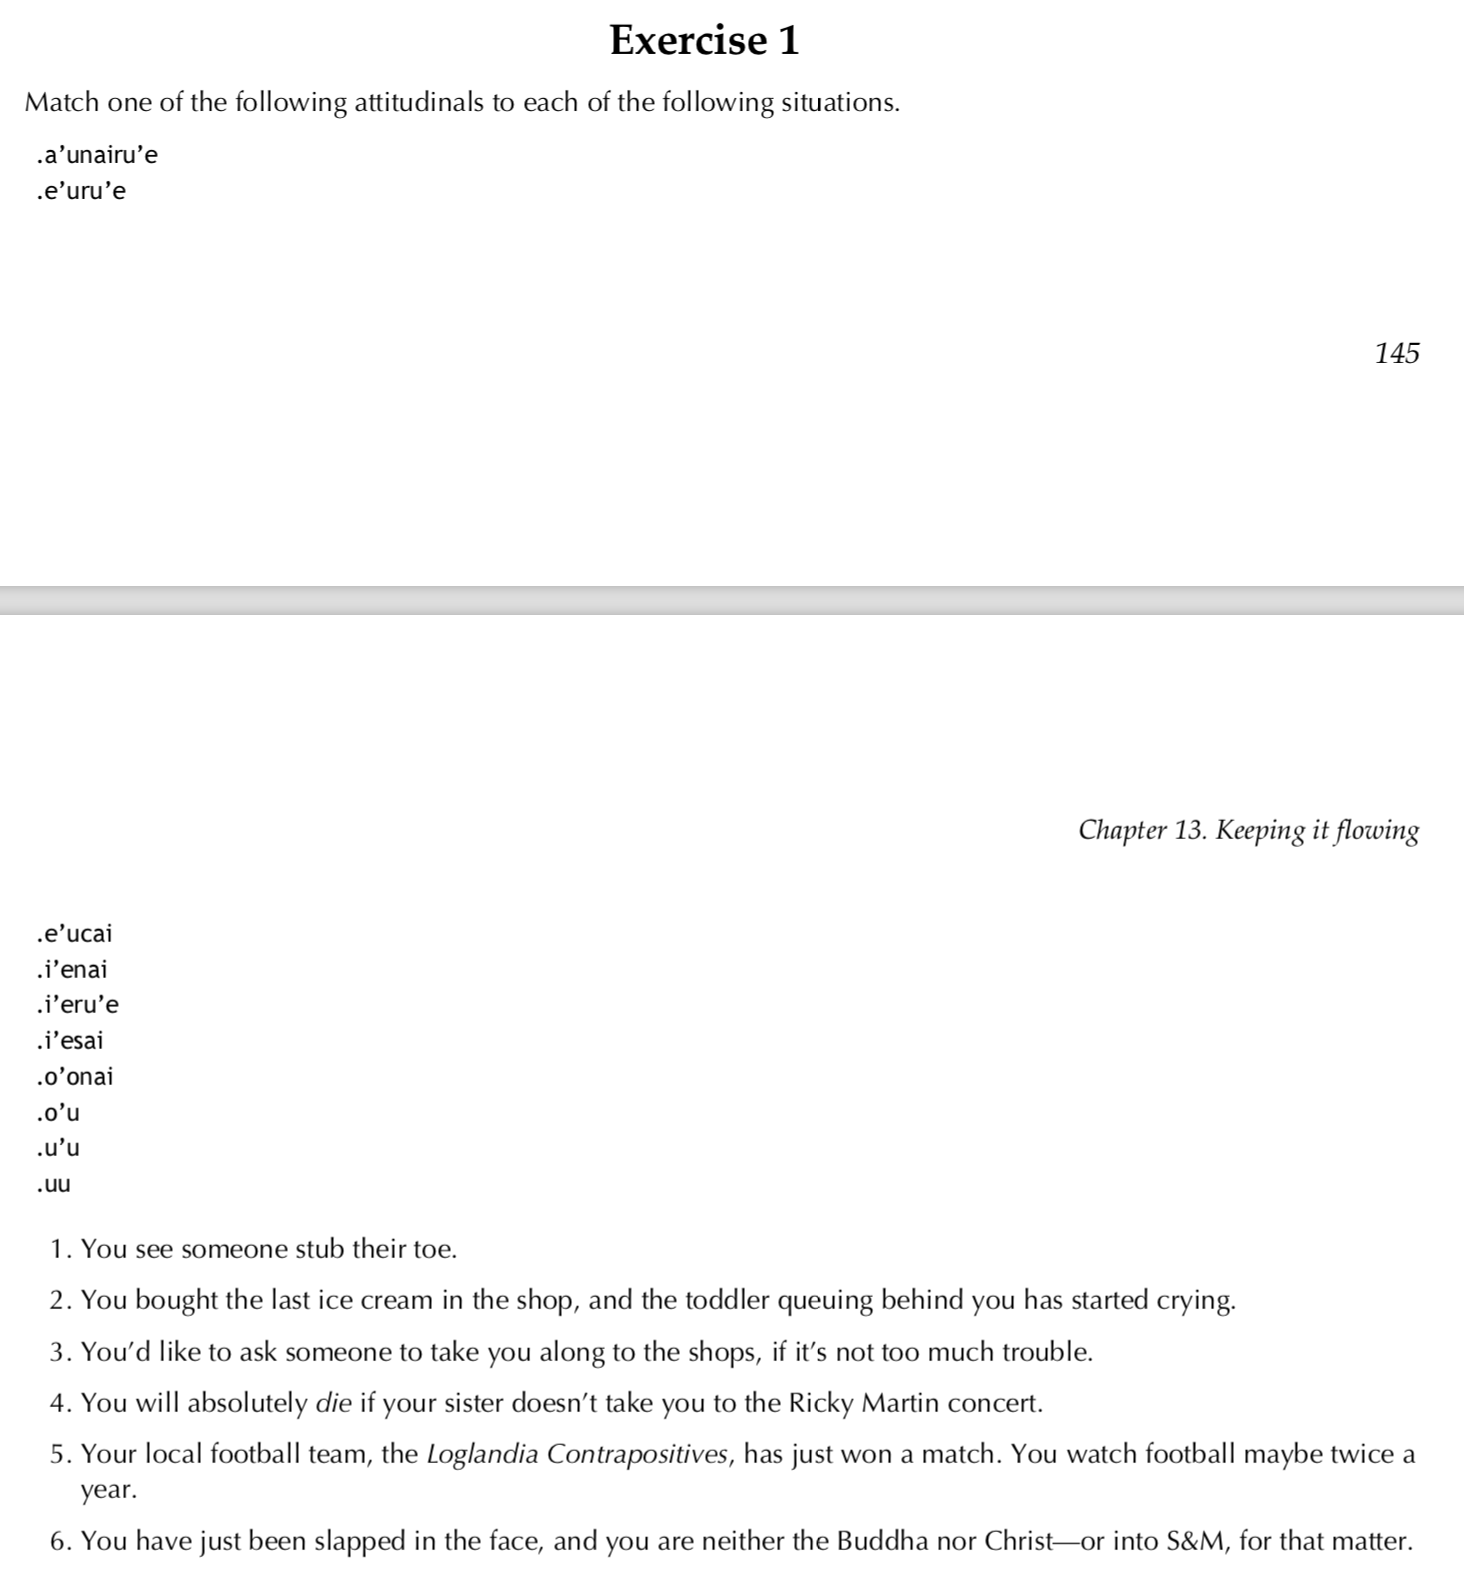 Exercise 1
Match one of the following attitudinals to each of the following situations.
.a’unairu’e
.e’uru’e
145
Chapter 13. Keeping it flowing
.e’ucai
.i’enai
.i’eru’e
.i’esai
.o’onai
.o’u
.u’u
.uu
1. You see someone stub their toe.
2. You bought the last ice cream in the shop, and the toddler queuing behind you has started crying.
3. You’d like to ask someone to take you along to the shops, if it’s not too much trouble.
4. You will absolutely die if your sister doesn’t take you to the Ricky Martin concert.
5. Your local football team, the Loglandia Contrapositives, has just won a match. You watch football maybe twice a
year.
6. You have just been slapped in the face, and you are neither the Buddha nor Christ—or into S&M, for that matter.